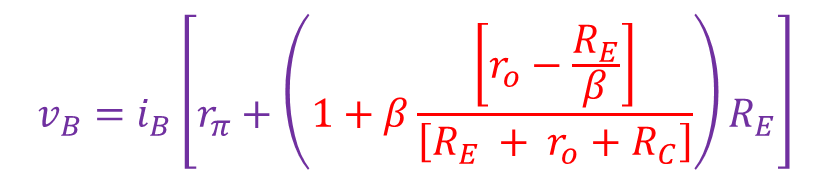 v_B = i_B [ r_π + ( 1 + β [r_o − R_E/β] / [R_E + r_o + R_C] ) R_E ]